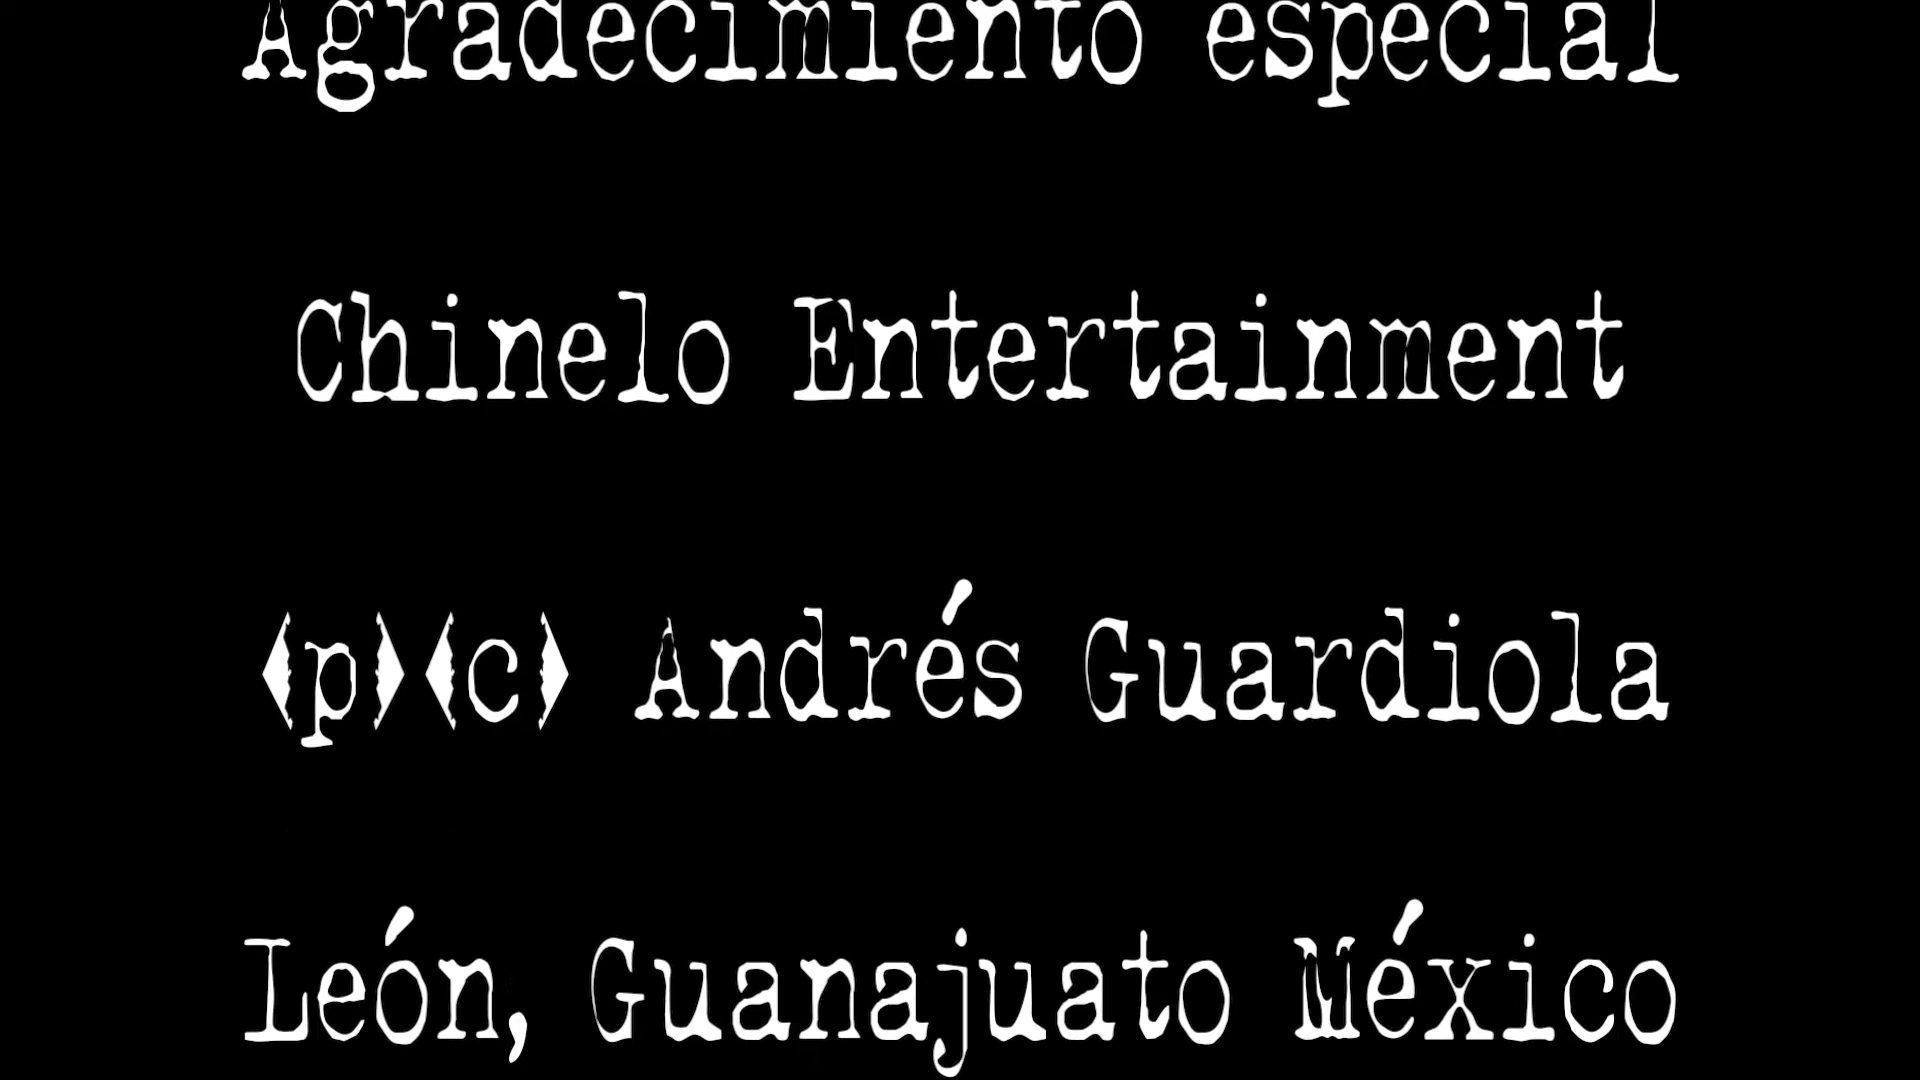 Agradecimiento especial
Chinelo Entertainment
(p)(c) Andrés Guardiola
León, Guanajuato México